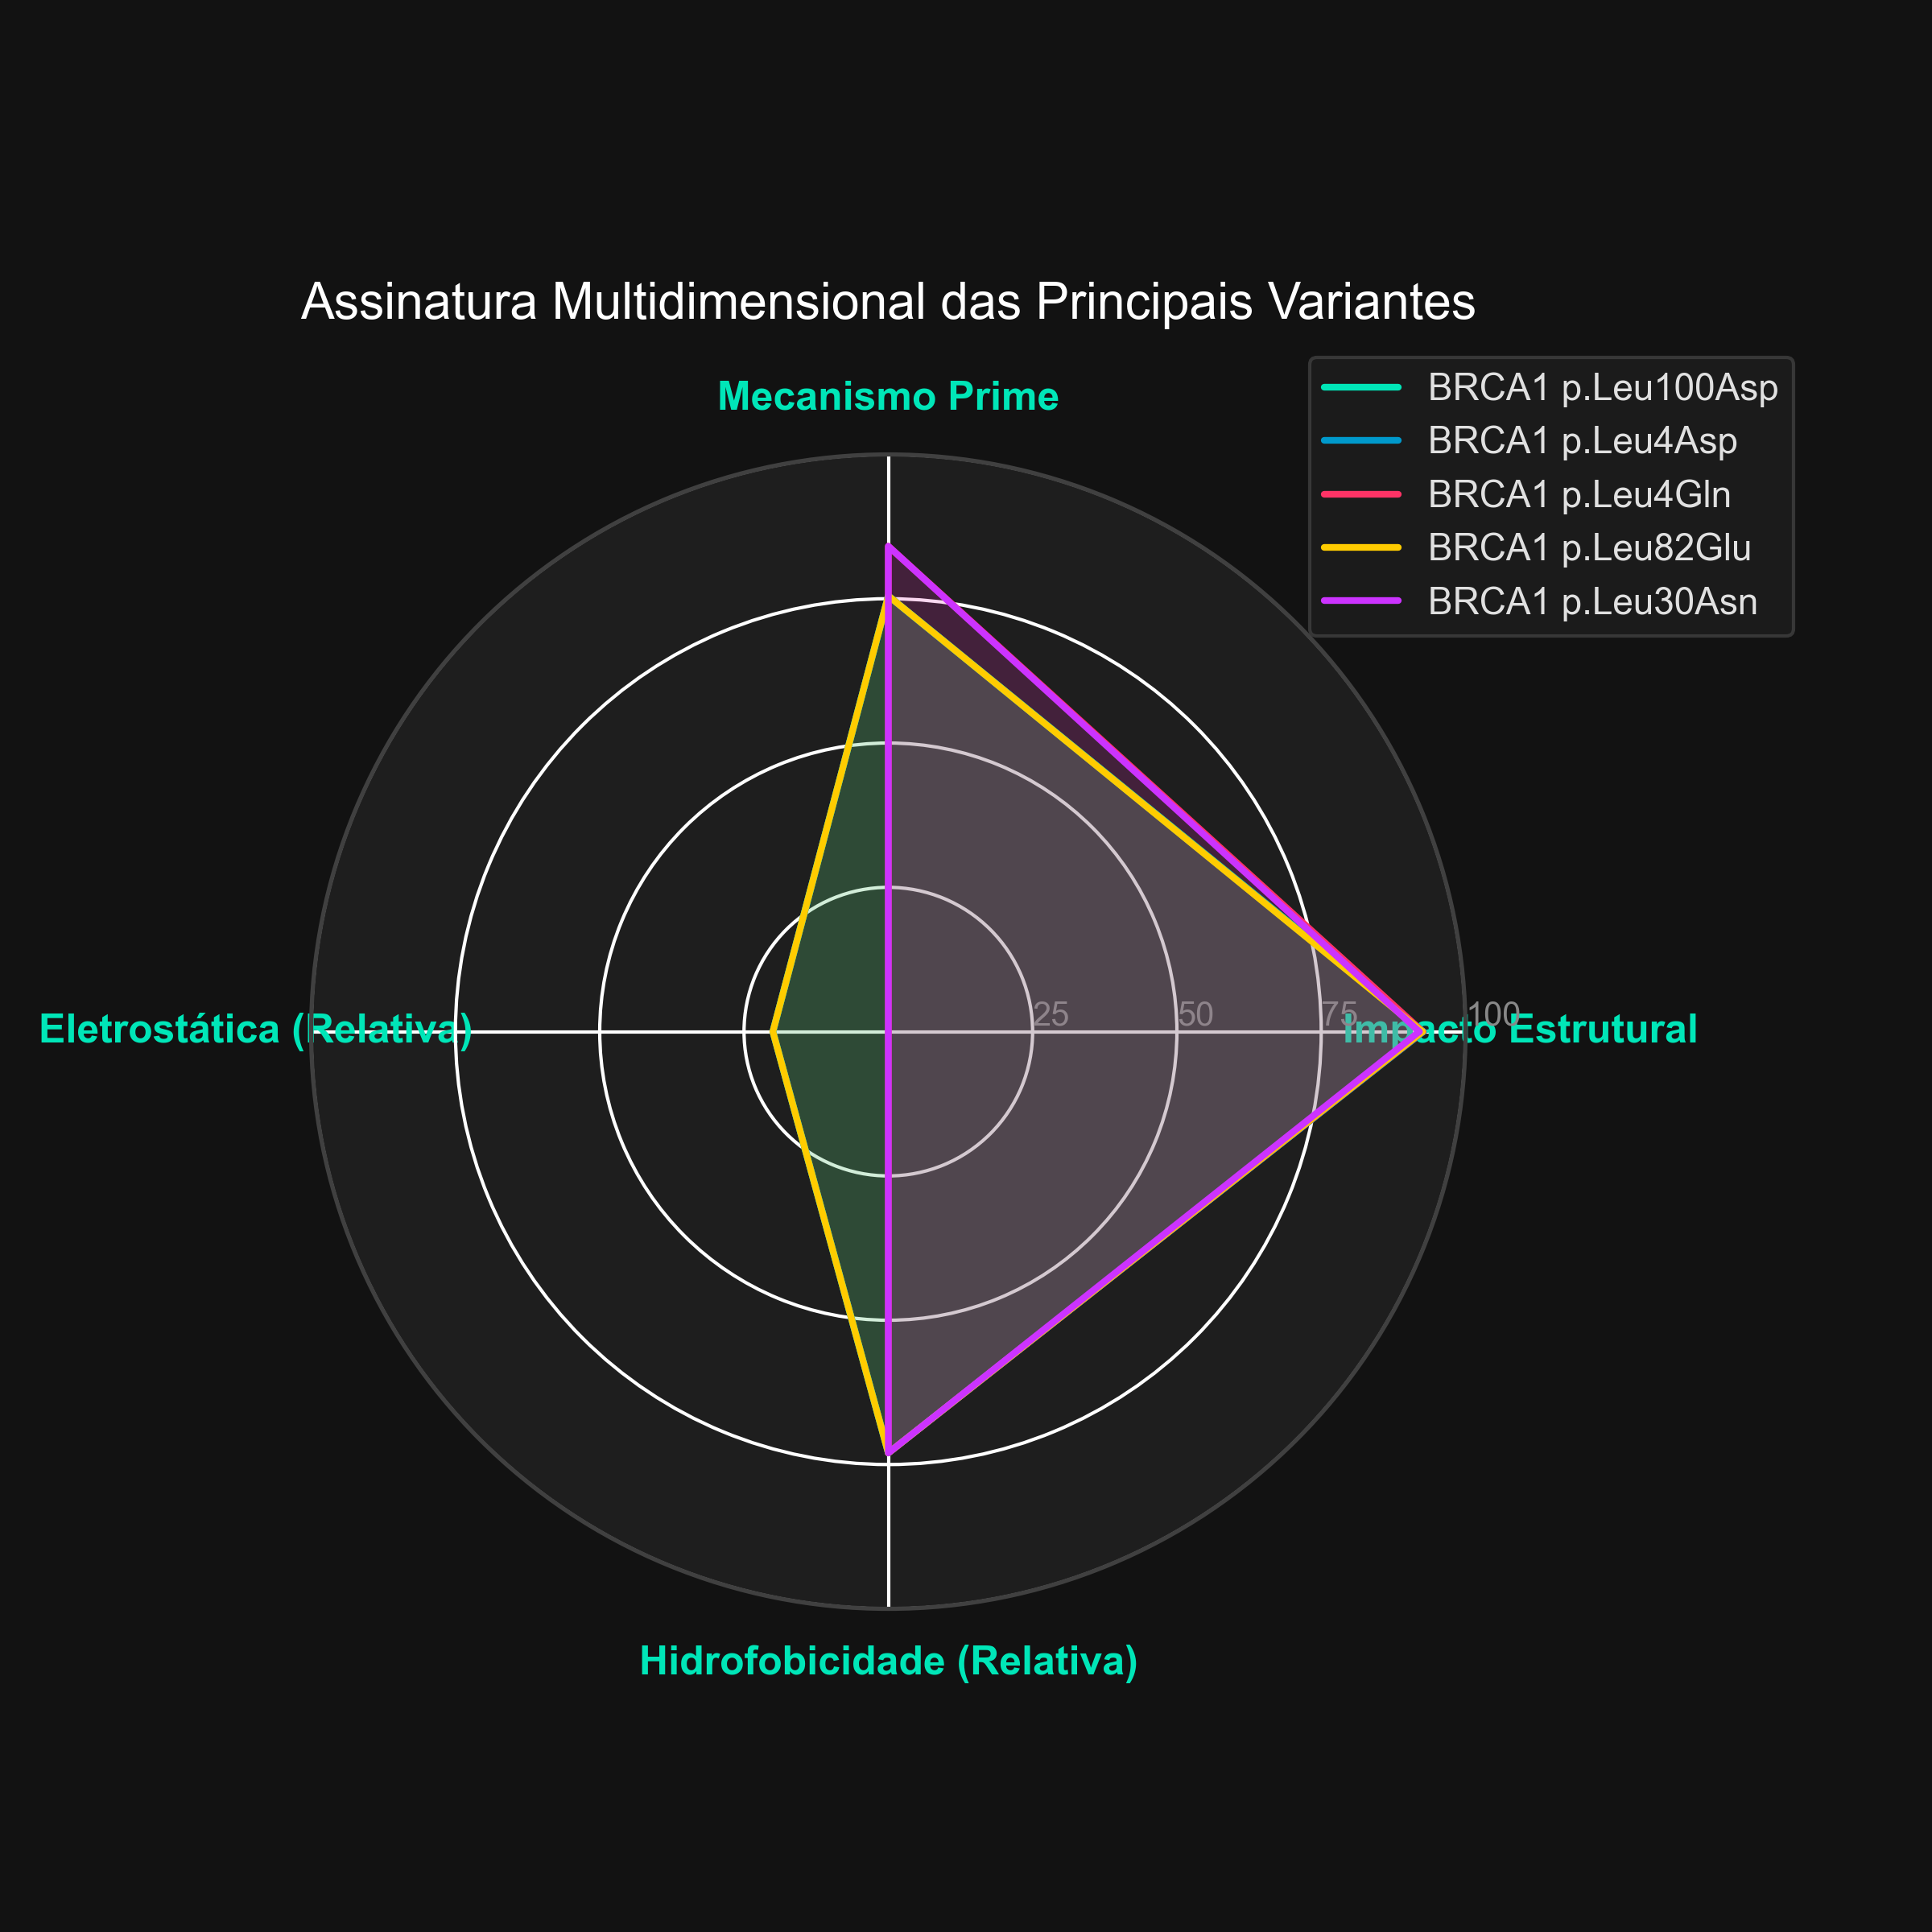 Assinatura Multidimensional das Principais Variantes
Mecanismo Prime
BRCA1 p.Leu100Asp
BRCA1 p.Leu4Asp
BRCA1 p.Leu4Gln
BRCA1 p.Leu82Glu
BRCA1 p.Leu30Asn
Eletrostática (Relativa)
25
50
75
100
Impacto Estrutural
Hidrofobicidade (Relativa)